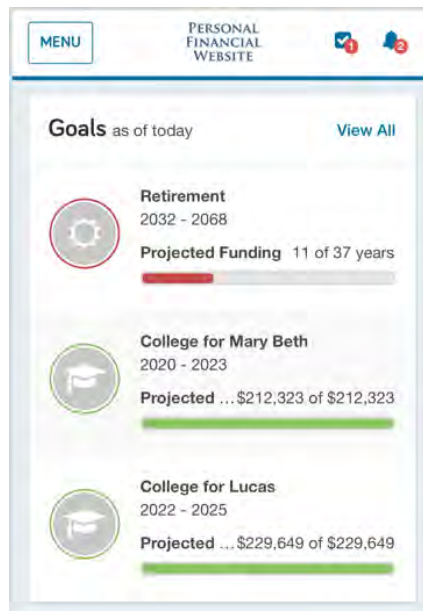 MENU
PERSONAL
FINANCIAL
WEBSITE
1
2
Goals as of today View All
Retirement
2032 - 2068
Projected Funding 11 of 37 years
College for Mary Beth
2020 - 2023
Projected ... $212,323 of $212,323
College for Lucas
2022 - 2025
Projected ... $229,649 of $229,649